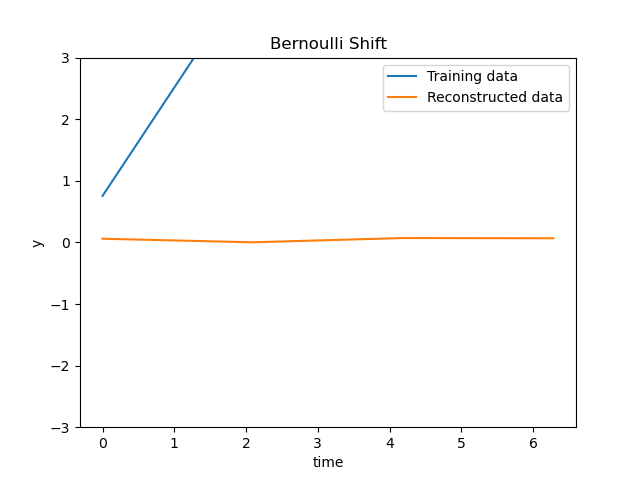 Bernoulli Shift
Training data
Reconstructed data
3
2
1
0
−1
−2
−3
y
0 1 2 3 4 5 6
time